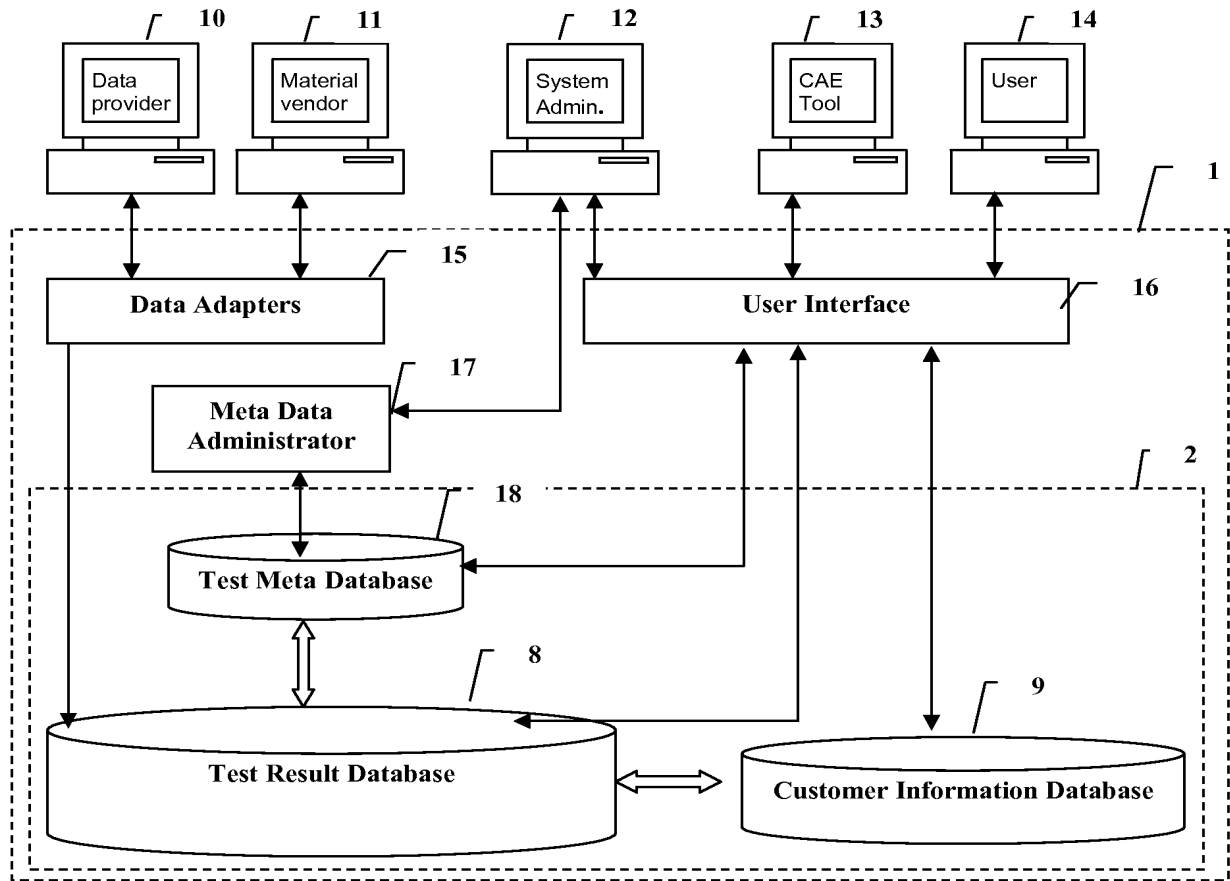 10
11
12
13
14
Data
provider
Material
vendor
System
Admin.
CAE
Tool
User
1
15
Data Adapters
User Interface
16
17
Meta Data
Administrator
2
18
Test Meta Database
8
9
Test Result Database
Customer Information Database